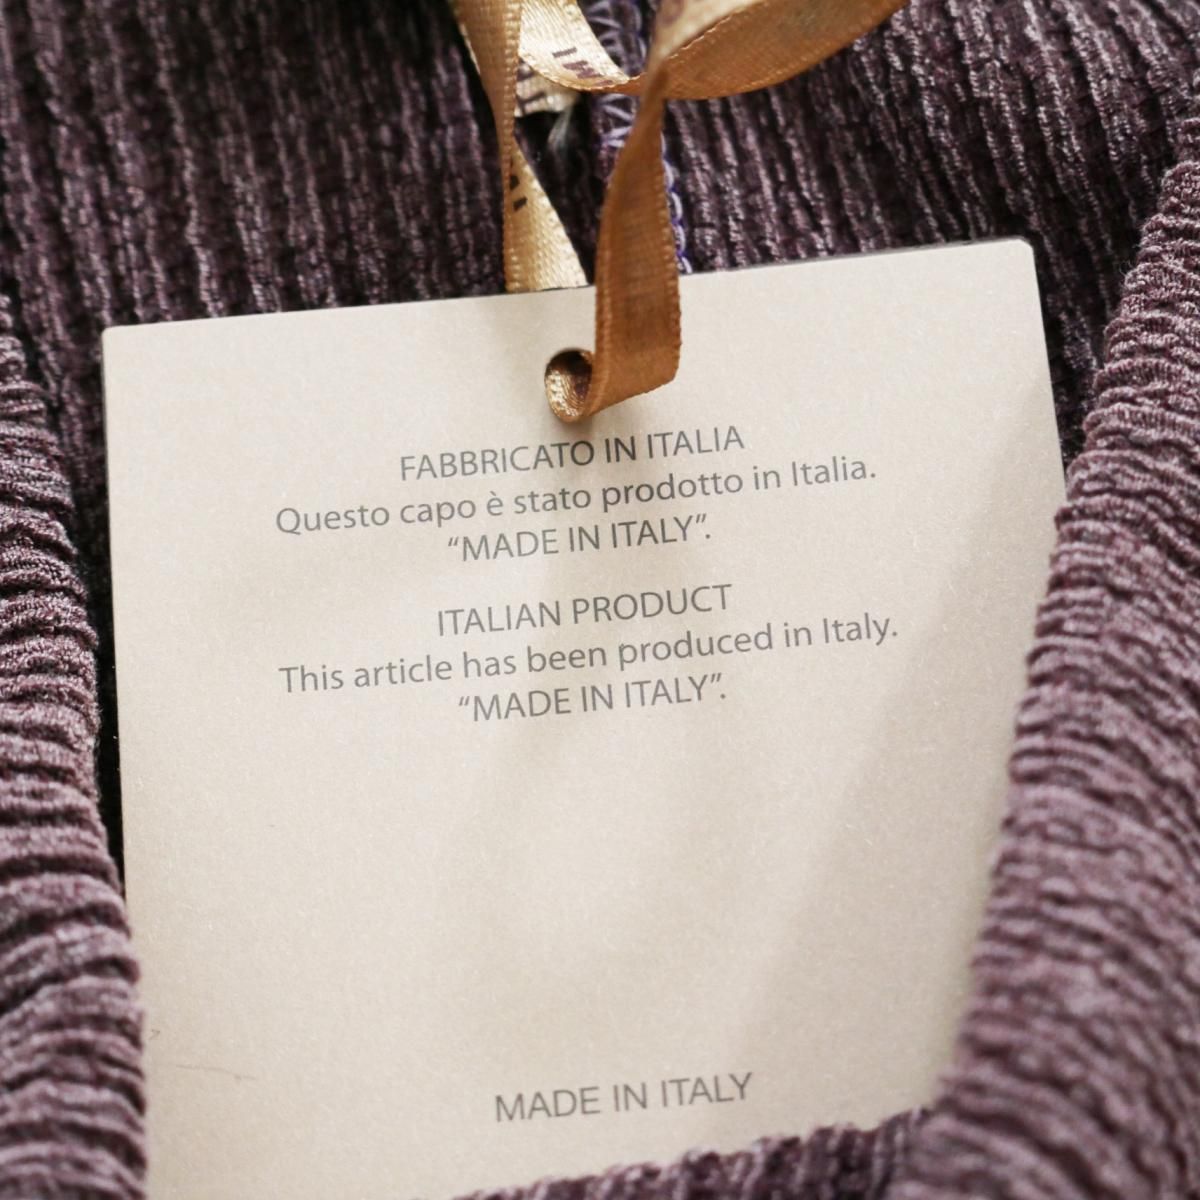 FABBRICATO IN ITALIA
Questo capo è stato prodotto in Italia.
“MADE IN ITALY”.
ITALIAN PRODUCT
This article has been produced in Italy.
“MADE IN ITALY”.
MADE IN ITALY